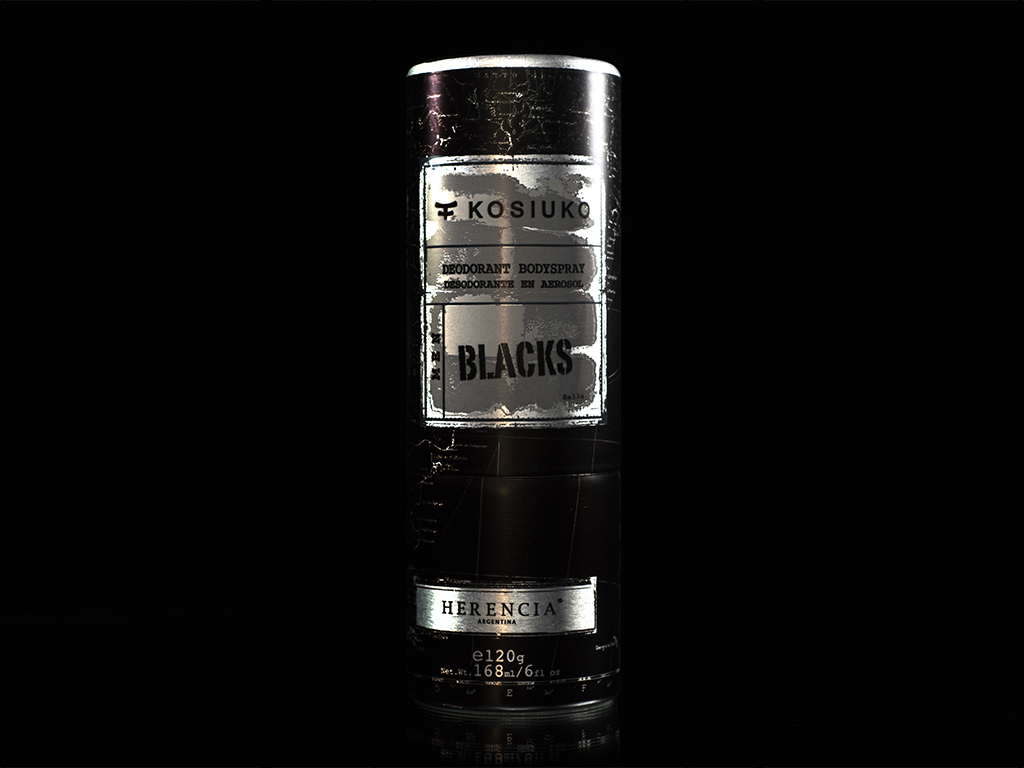 KOSIUKO
DEODORANT BODYSPRAY
DESODORANTE EN AEROSOL
MEN
BLACKS
HERENCIA®
ARGENTINA
e120g
Net.Wt.168ml/6fl oz
D E F